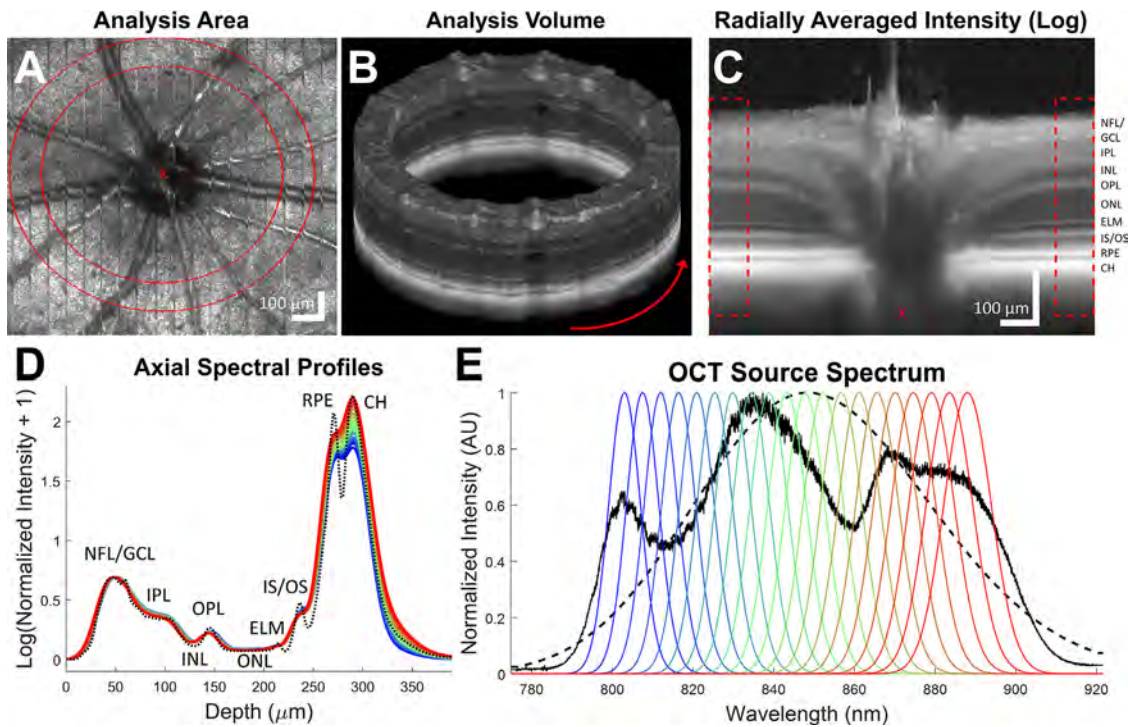 Analysis Area
Analysis Volume
Radially Averaged Intensity (Log)
A
B
C
x
100 µm
NFL/
GCL
IPL
INL
OPL
ONL
ELM
IS/OS
RPE
CH
100 µm
x
D
Axial Spectral Profiles
Log(Normalized Intensity + 1)
2
1
0.5
0
NFL/GCL
IPL
INL
OPL
ONL
ELM
IS/OS
RPE
CH
0 50 100 150 200 250 300 350
Depth (µm)
E
OCT Source Spectrum
Normalized Intensity (AU)
1
0.8
0.6
0.4
0.2
0
780 800 820 840 860 880 900 920
Wavelength (nm)